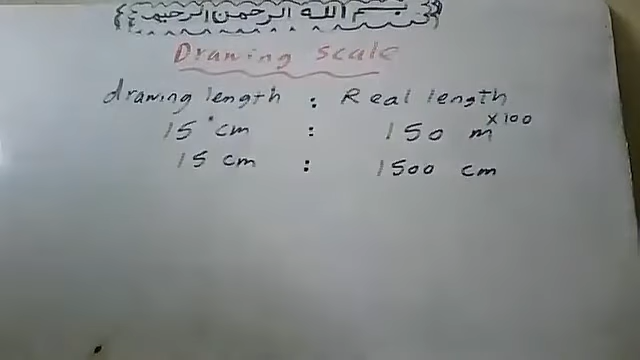 بسم الله الرحمن الرحيم
Drawing scale
drawing length : Real length
15 cm : 150 m ×100
15 cm : 1500 cm